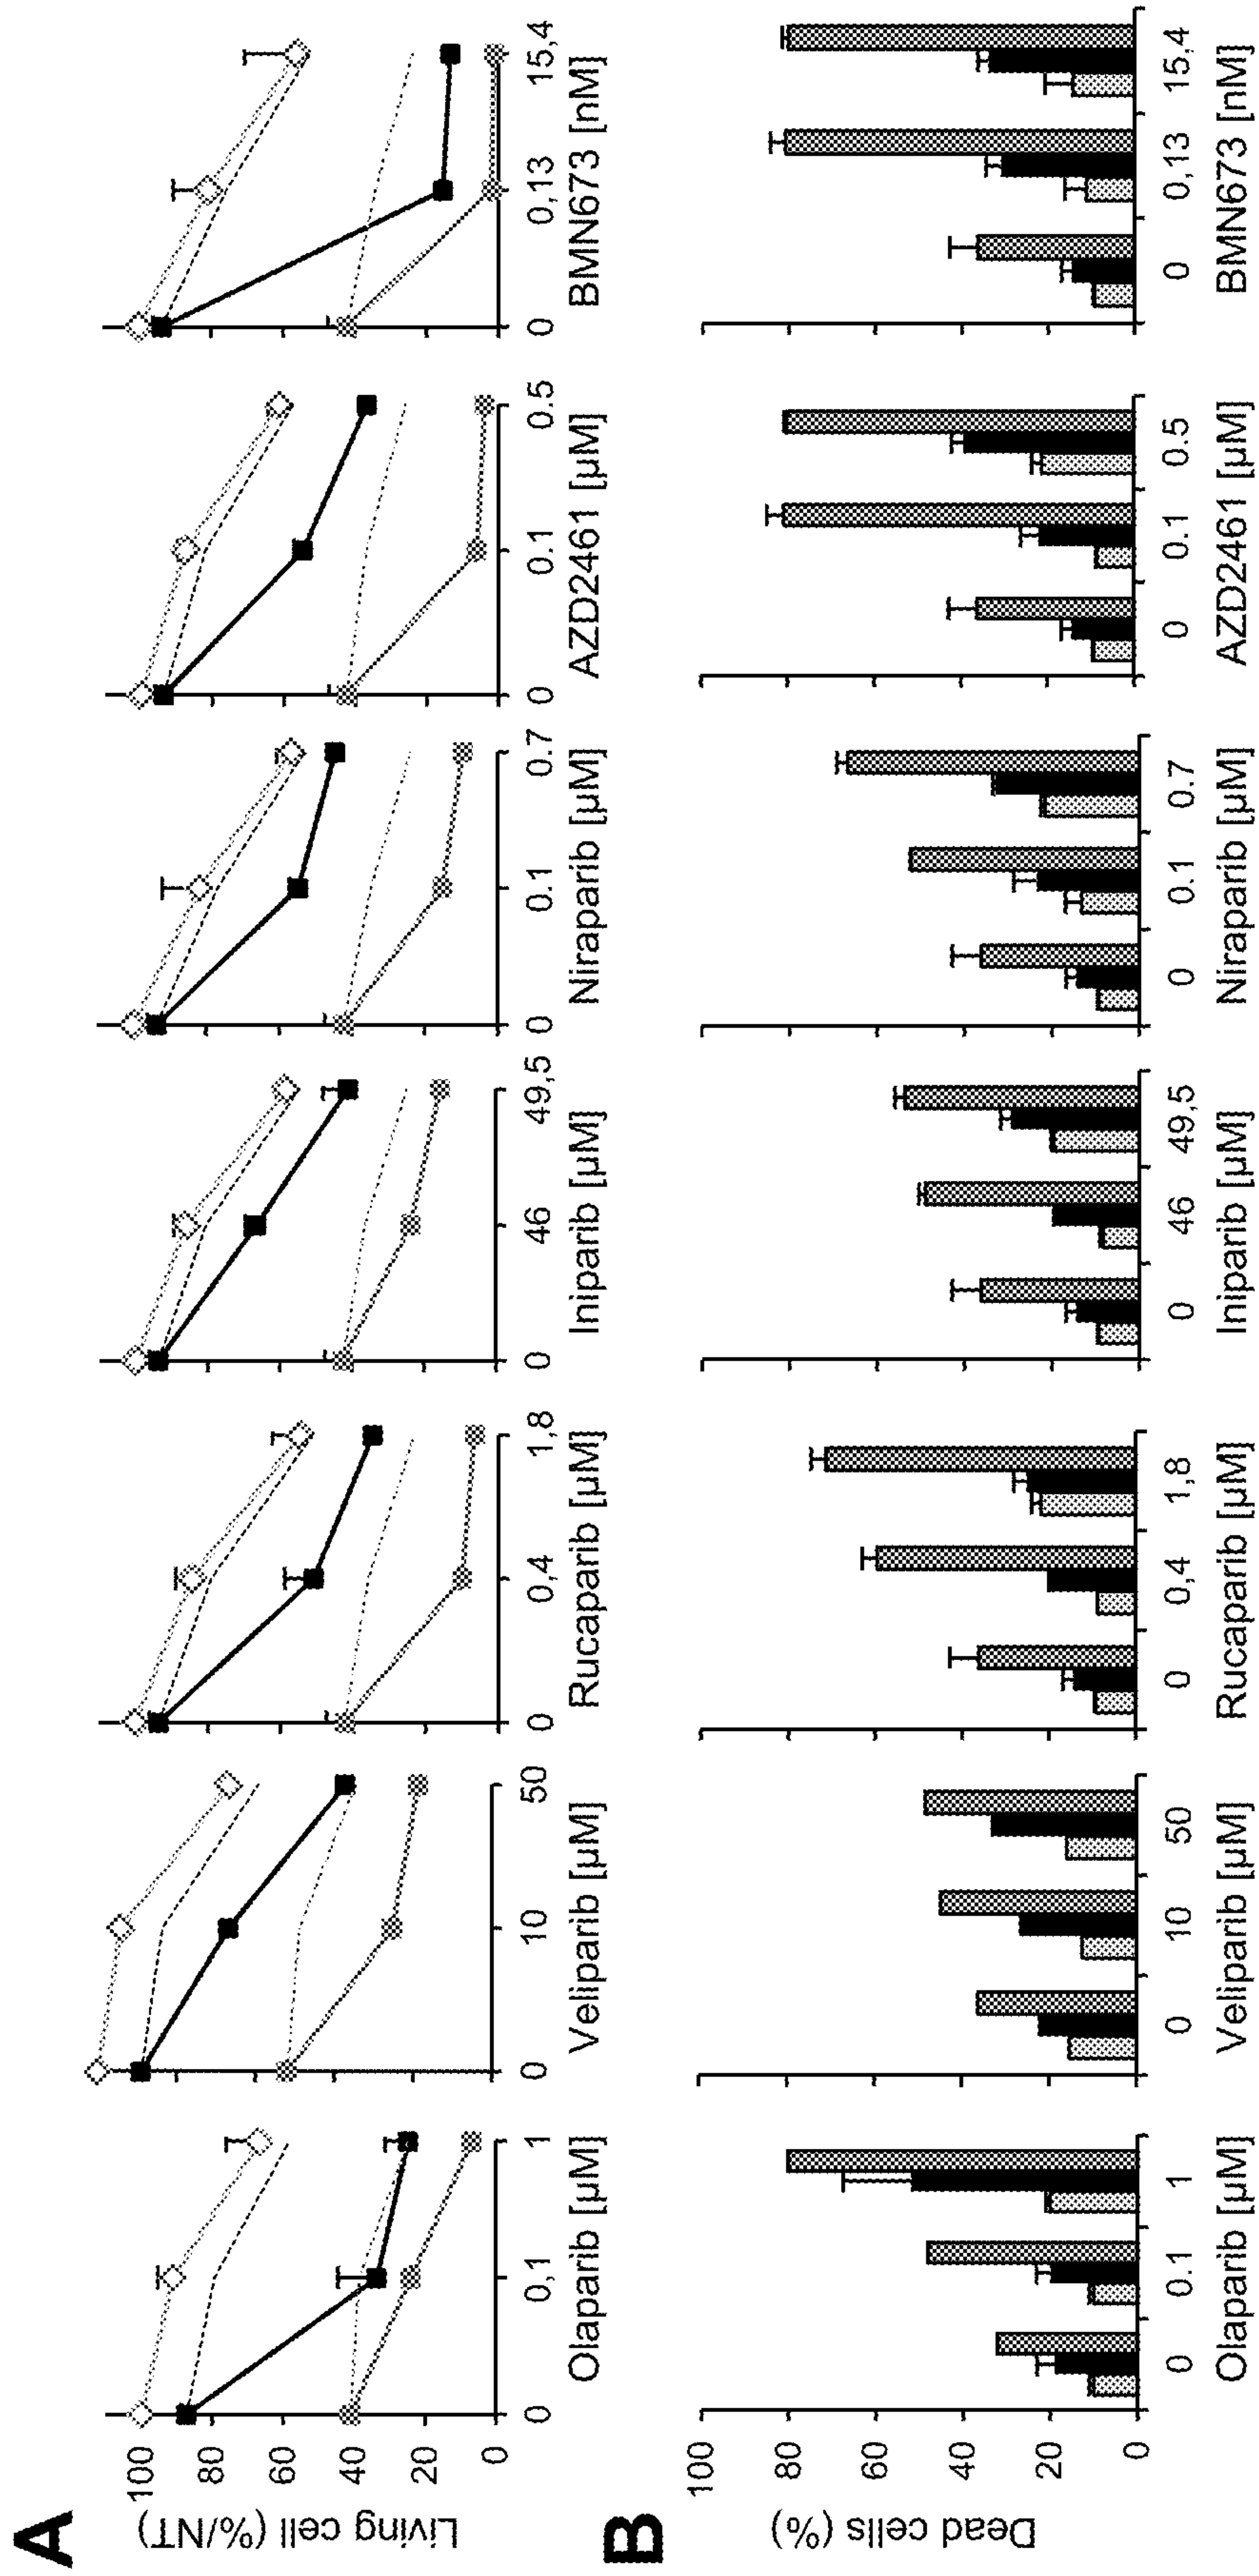 A
Living cell (%/NT)
100
80
60
40
20
0
0 0,1 1
Olaparib [µM]
0 10 50
Veliparib [µM]
0 0,4 1,8
Rucaparib [µM]
0 46 49,5
Iniparib [µM]
0 0.1 0.7
Niraparib [µM]
0 0.1 0.5
AZD2461 [µM]
0 0,13 15,4
BMN673 [nM]
B
Dead cells (%)
100
80
60
40
20
0
0 0.1 1
Olaparib [µM]
0 10 50
Veliparib [µM]
0 0,4 1,8
Rucaparib [µM]
0 46 49,5
Iniparib [µM]
0 0.1 0.7
Niraparib [µM]
0 0.1 0.5
AZD2461 [µM]
0 0,13 15,4
BMN673 [nM]